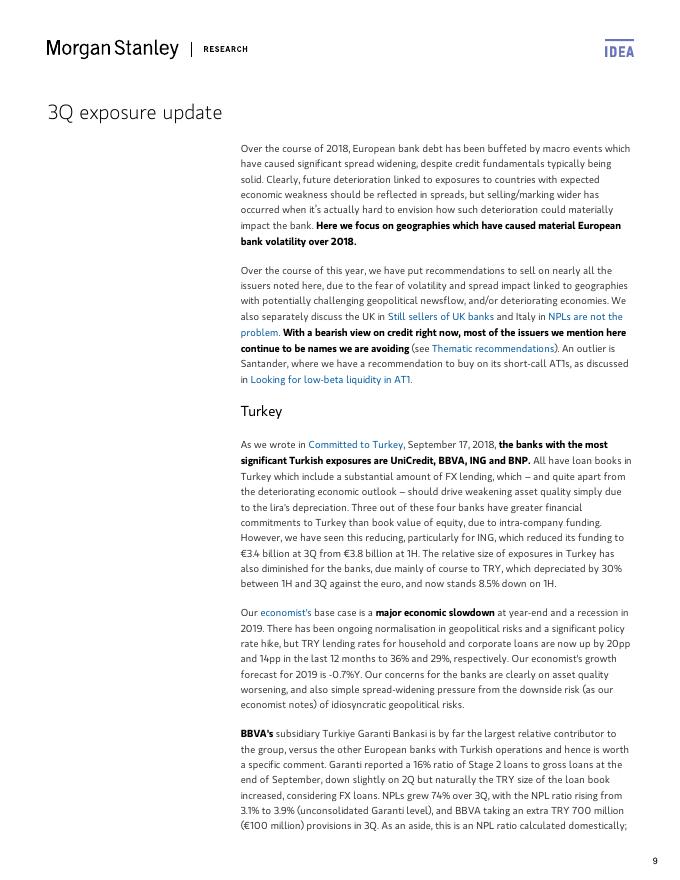 Morgan Stanley | RESEARCH
IDEA
3Q exposure update
Over the course of 2018, European bank debt has been buffeted by macro events which
have caused significant spread widening, despite credit fundamentals typically being
solid. Clearly, future deterioration linked to exposures to countries with expected
economic weakness should be reflected in spreads, but selling/marking wider has
occurred when it's actually hard to envision how such deterioration could materially
impact the bank. Here we focus on geographies which have caused material European
bank volatility over 2018.
Over the course of this year, we have put recommendations to sell on nearly all the
issuers noted here, due to the fear of volatility and spread impact linked to geographies
with potentially challenging geopolitical newsflow, and/or deteriorating economies. We
also separately discuss the UK in Still sellers of UK banks and Italy in NPLs are not the
problem. With a bearish view on credit right now, most of the issuers we mention here
continue to be names we are avoiding (see Thematic recommendations). An outlier is
Santander, where we have a recommendation to buy on its short-call AT1s, as discussed
in Looking for low-beta liquidity in AT1.
Turkey
As we wrote in Committed to Turkey, September 17, 2018, the banks with the most
significant Turkish exposures are UniCredit, BBVA, ING and BNP. All have loan books in
Turkey which include a substantial amount of FX lending, which – and quite apart from
the deteriorating economic outlook – should drive weakening asset quality simply due
to the lira's depreciation. Three out of these four banks have greater financial
commitments to Turkey than book value of equity, due to intra-company funding.
However, we have seen this reducing, particularly for ING, which reduced its funding to
€3.4 billion at 3Q from €3.8 billion at 1H. The relative size of exposures in Turkey has
also diminished for the banks, due mainly of course to TRY, which depreciated by 30%
between 1H and 3Q against the euro, and now stands 8.5% down on 1H.
Our economist's base case is a major economic slowdown at year-end and a recession in
2019. There has been ongoing normalisation in geopolitical risks and a significant policy
rate hike, but TRY lending rates for household and corporate loans are now up by 20pp
and 14pp in the last 12 months to 36% and 29%, respectively. Our economist's growth
forecast for 2019 is -0.7%Y. Our concerns for the banks are clearly on asset quality
worsening, and also simple spread-widening pressure from the downside risk (as our
economist notes) of idiosyncratic geopolitical risks.
BBVA's subsidiary Turkiye Garanti Bankasi is by far the largest relative contributor to
the group, versus the other European banks with Turkish operations and hence is worth
a specific comment. Garanti reported a 16% ratio of Stage 2 loans to gross loans at the
end of September, down slightly on 2Q but naturally the TRY size of the loan book
increased, considering FX loans. NPLs grew 74% over 3Q, with the NPL ratio rising from
3.1% to 3.9% (unconsolidated Garanti level), and BBVA taking an extra TRY 700 million
(€100 million) provisions in 3Q. As an aside, this is an NPL ratio calculated domestically;
9